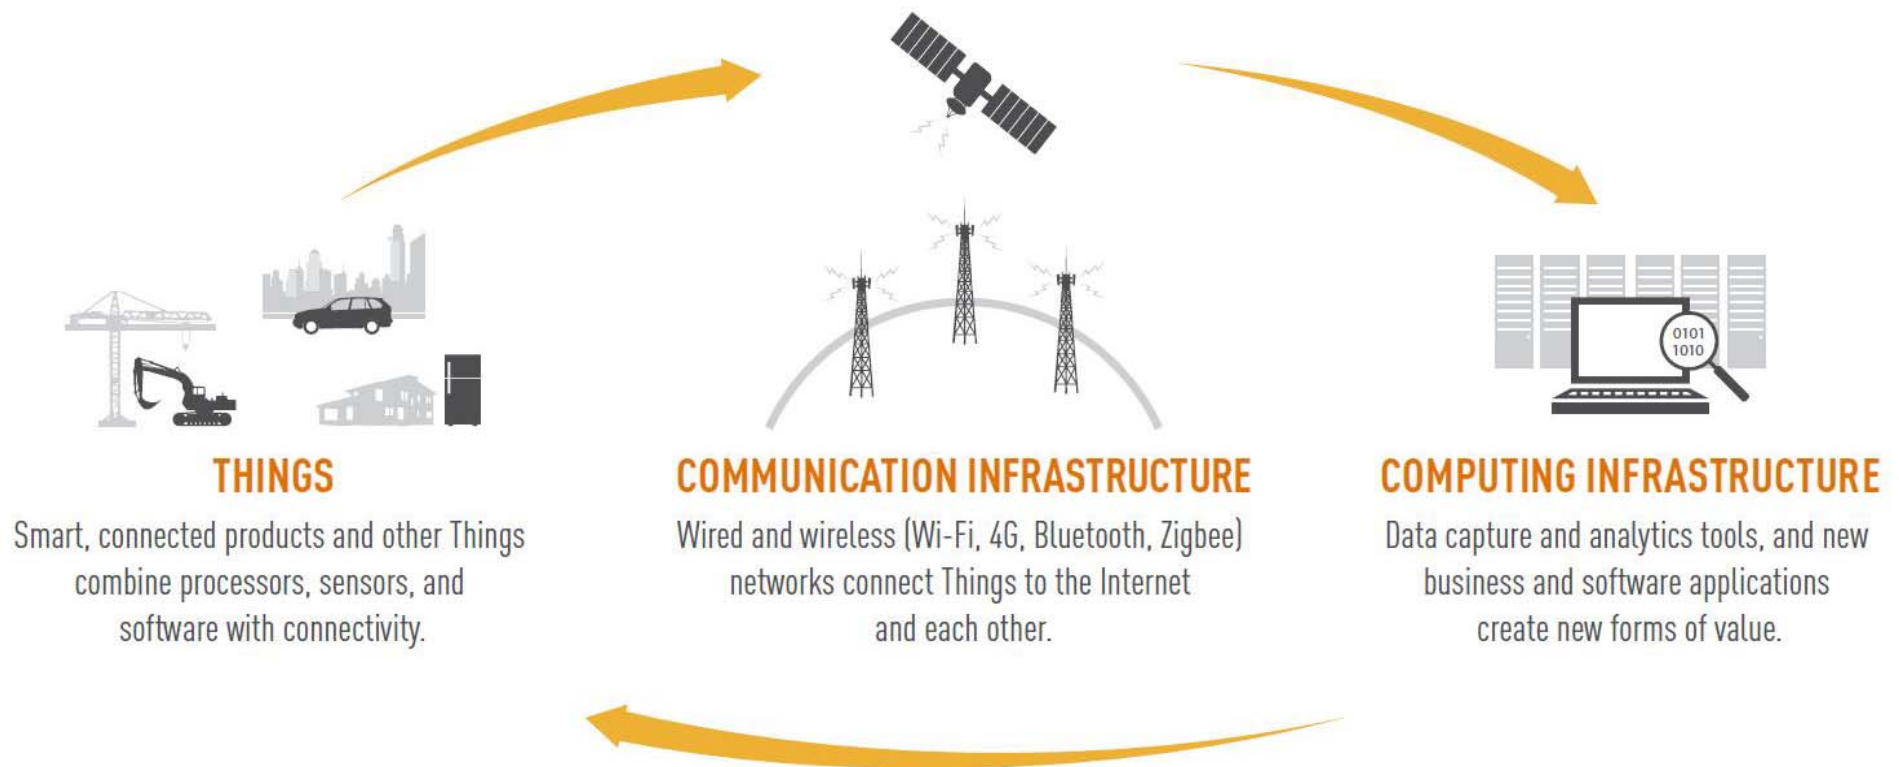 0101
1010
THINGS
Smart, connected products and other Things
combine processors, sensors, and
software with connectivity.
COMMUNICATION INFRASTRUCTURE
Wired and wireless (Wi-Fi, 4G, Bluetooth, Zigbee)
networks connect Things to the Internet
and each other.
COMPUTING INFRASTRUCTURE
Data capture and analytics tools, and new
business and software applications
create new forms of value.